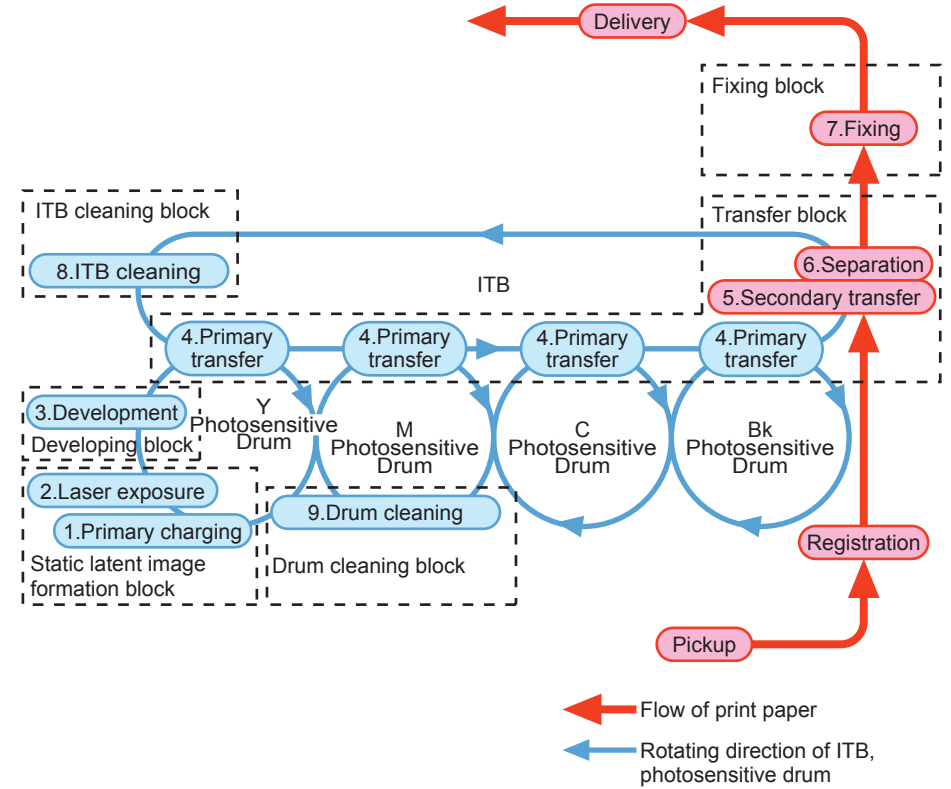 Delivery
Fixing block
7.Fixing
ITB cleaning block
8.ITB cleaning
Transfer block
6.Separation
5.Secondary transfer
ITB
4.Primary
transfer
4.Primary
transfer
4.Primary
transfer
4.Primary
transfer
3.Development
Developing block
Y
Photosensitive
Drum
M
Photosensitive
Drum
C
Photosensitive
Drum
Bk
Photosensitive
Drum
2.Laser exposure
1.Primary charging
Static latent image
formation block
9.Drum cleaning
Drum cleaning block
Registration
Pickup
Flow of print paper
Rotating direction of ITB,
photosensitive drum